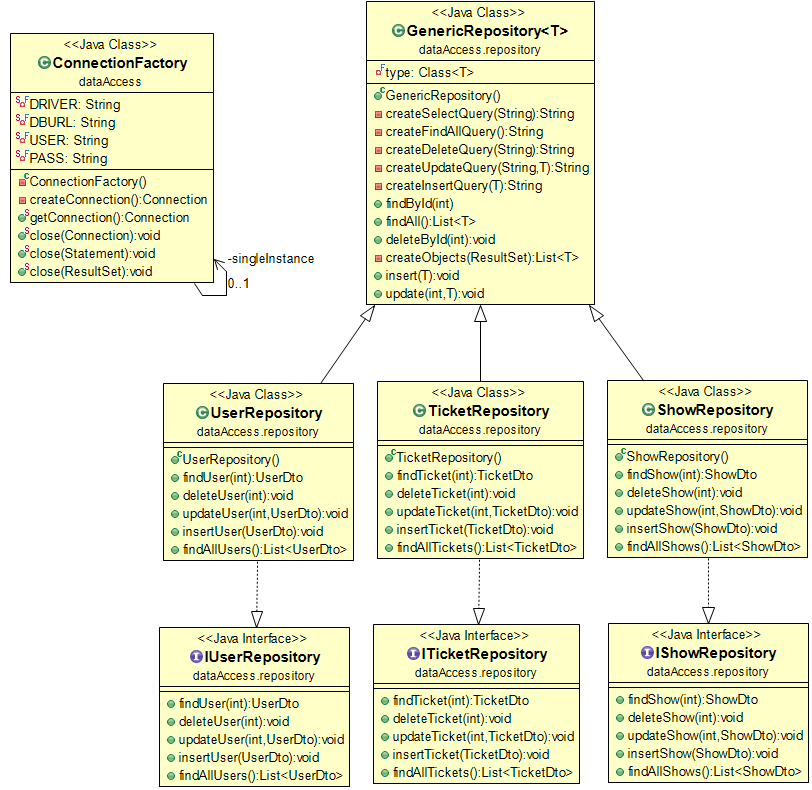 <<Java Class>>
ConnectionFactory
dataAccess
DRIVER: String
DBURL: String
USER: String
PASS: String
ConnectionFactory()
createConnection():Connection
getConnection():Connection
close(Connection):void
close(Statement):void
close(ResultSet):void
-singleInstance
0..1
<<Java Class>>
GenericRepository<T>
dataAccess.repository
type: Class<T>
GenericRepository()
createSelectQuery(String):String
createFindAllQuery():String
createDeleteQuery(String):String
createUpdateQuery(String,T):String
createInsertQuery(T):String
findById(int)
findAll():List<T>
deleteById(int):void
createObjects(ResultSet):List<T>
insert(T):void
update(int,T):void
<<Java Class>>
UserRepository
dataAccess.repository
UserRepository()
findUser(int):UserDto
deleteUser(int):void
updateUser(int,UserDto):void
insertUser(UserDto):void
findAllUsers():List<UserDto>
<<Java Class>>
TicketRepository
dataAccess.repository
TicketRepository()
findTicket(int):TicketDto
deleteTicket(int):void
updateTicket(int,TicketDto):void
insertTicket(TicketDto):void
findAllTickets():List<TicketDto>
<<Java Class>>
ShowRepository
dataAccess.repository
ShowRepository()
findShow(int):ShowDto
deleteShow(int):void
updateShow(int,ShowDto):void
insertShow(ShowDto):void
findAllShows():List<ShowDto>
<<Java Interface>>
IUserRepository
dataAccess.repository
findUser(int):UserDto
deleteUser(int):void
updateUser(int,UserDto):void
insertUser(UserDto):void
findAllUsers():List<UserDto>
<<Java Interface>>
ITicketRepository
dataAccess.repository
findTicket(int):TicketDto
deleteTicket(int):void
updateTicket(int,TicketDto):void
insertTicket(TicketDto):void
findAllTickets():List<TicketDto>
<<Java Interface>>
IShowRepository
dataAccess.repository
findShow(int):ShowDto
deleteShow(int):void
updateShow(int,ShowDto):void
insertShow(ShowDto):void
findAllShows():List<ShowDto>